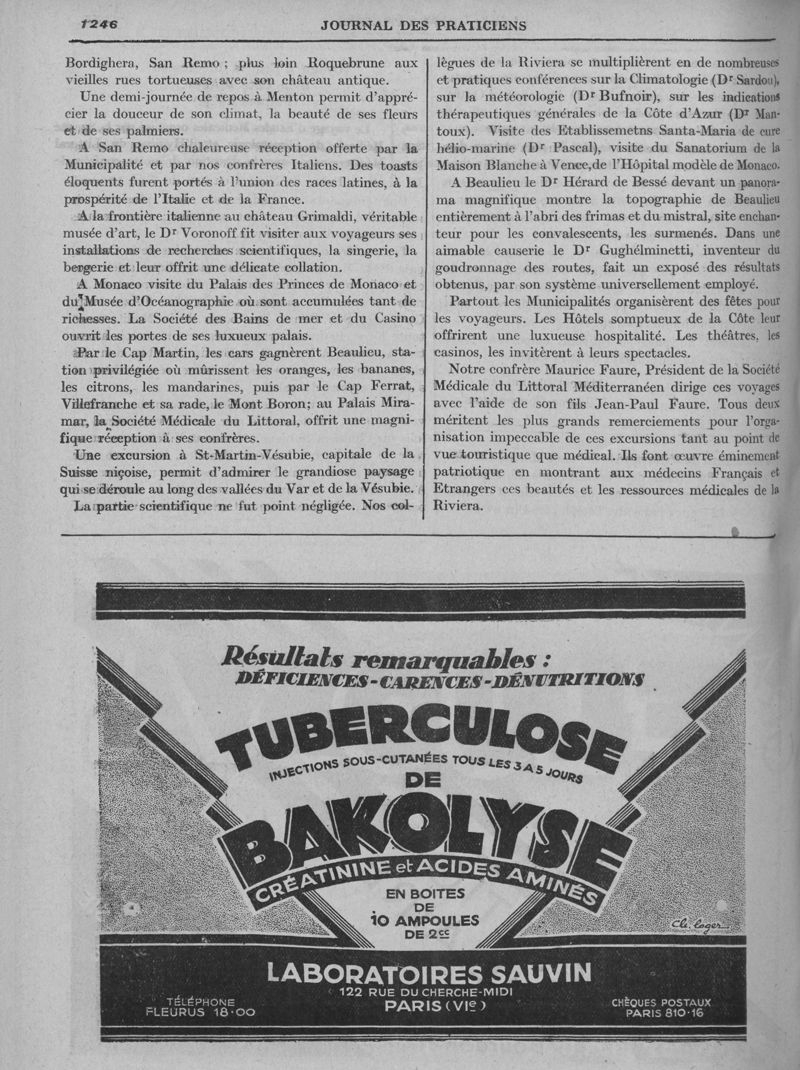 1246
JOURNAL DES PRATICIENS
Bordighera, San Remo ; plus loin Roquebrune aux
vieilles rues tortueuses avec son château antique.
Une demi-journée de repos à Menton permit d'appré-
cier la douceur de son climat, la beauté de ses fleurs
et de ses palmiers.
A San Remo chaleureuse réception offerte par la
Municipalité et par nos confrères Italiens. Des toasts
éloquents furent portés à l'union des races latines, à la
prospérité de l'Italie et de la France.
A la frontière italienne au château Grimaldi, véritable
musée d'art, le Dr Voronoff fit visiter aux voyageurs ses
installations de recherches scientifiques, la singerie, la
bergerie et leur offrit une délicate collation.
A Monaco visite du Palais des Princes de Monaco et
du Musée d'Océanographie où sont accumulées tant de
richesses. La Société des Bains de mer et du Casino
ouvrit les portes de ses luxueux palais.
Par le Cap Martin, les cars gagnèrent Beaulieu, sta-
tion privilégiée où mûrissent les oranges, les bananes,
les citrons, les mandarines, puis par le Cap Ferrat,
Villefranche et sa rade, le Mont Boron; au Palais Mira-
mar, la Société Médicale du Littoral, offrit une magni-
fique réception à ses confrères.
Une excursion à St-Martin-Vésubie, capitale de la
Suisse niçoise, permit d'admirer le grandiose paysage
qui se déroule au long des vallées du Var et de la Vésubie.
La partie scientifique ne fut point négligée. Nos col-
lègues de la Riviera se multiplièrent en de nombreuses
et pratiques conférences sur la Climatologie (Dr Sardou),
sur la météorologie (Dr Bufnoir), sur les indications
thérapeutiques générales de la Côte d'Azur (Dr Man-
toux). Visite des Etablissemetns Santa-Maria de cure
hélio-marine (Dr Pascal), visite du Sanatorium de la
Maison Blanche à Vence,de l'Hôpital modèle de Monaco.
A Beaulieu le Dr Hérard de Bessé devant un panora-
ma magnifique montre la topographie de Beaulieu
entièrement à l'abri des frimas et du mistral, site enchan-
teur pour les convalescents, les surmenés. Dans une
aimable causerie le Dr Gughélminetti, inventeur du
goudronnage des routes, fait un exposé des résultats
obtenus, par son système universellement employé.
Partout les Municipalités organisèrent des fêtes pour
les voyageurs. Les Hôtels somptueux de la Côte leur
offrirent une luxueuse hospitalité. Les théâtres, les
casinos, les invitèrent à leurs spectacles.
Notre confrère Maurice Faure, Président de la Société
Médicale du Littoral Méditerranéen dirige ces voyages
avec l'aide de son fils Jean-Paul Faure. Tous deux
méritent les plus grands remerciements pour l'orga-
nisation impeccable de ces excursions tant au point de
vue touristique que médical. Ils font œuvre éminement
patriotique en montrant aux médecins Français et
Etrangers ces beautés et les ressources médicales de la
Riviera.
Résultats remarquables :
DÉFICIENCES-CARENCES-DÉNUTRITIONS
TUBERCULOSE
INJECTIONS SOUS-CUTANÉES TOUS LES 3 A 5 JOURS
DE
BAKOLYSE
CRÉATININE et ACIDES AMINÉS
EN BOITES
DE
10 AMPOULES
DE 2cc
Ch. Loger
LABORATOIRES SAUVIN
122 RUE DU CHERCHE-MIDI
PARIS (VIe)
TÉLÉPHONE
FLEURUS 18-00
CHÈQUES POSTAUX
PARIS 810-16